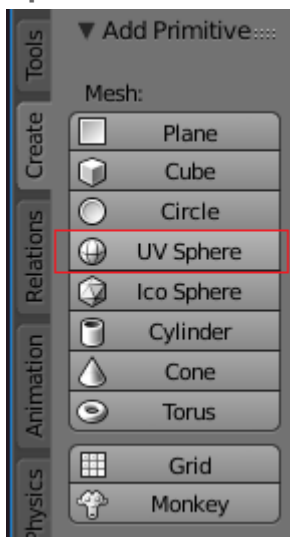 Tools
Create
Relations
Animation
Physics
Add Primitive
Mesh:
Plane
Cube
Circle
UV Sphere
Ico Sphere
Cylinder
Cone
Torus
Grid
Monkey